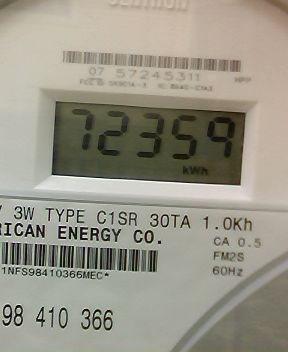 CENTRON
07 57245311
72359
kWh
3W TYPE C1SR 30TA 1.0Kh
RICAN ENERGY CO.
CA 0.5
FM2S
60Hz
1NFS98410366MEC*
98 410 366